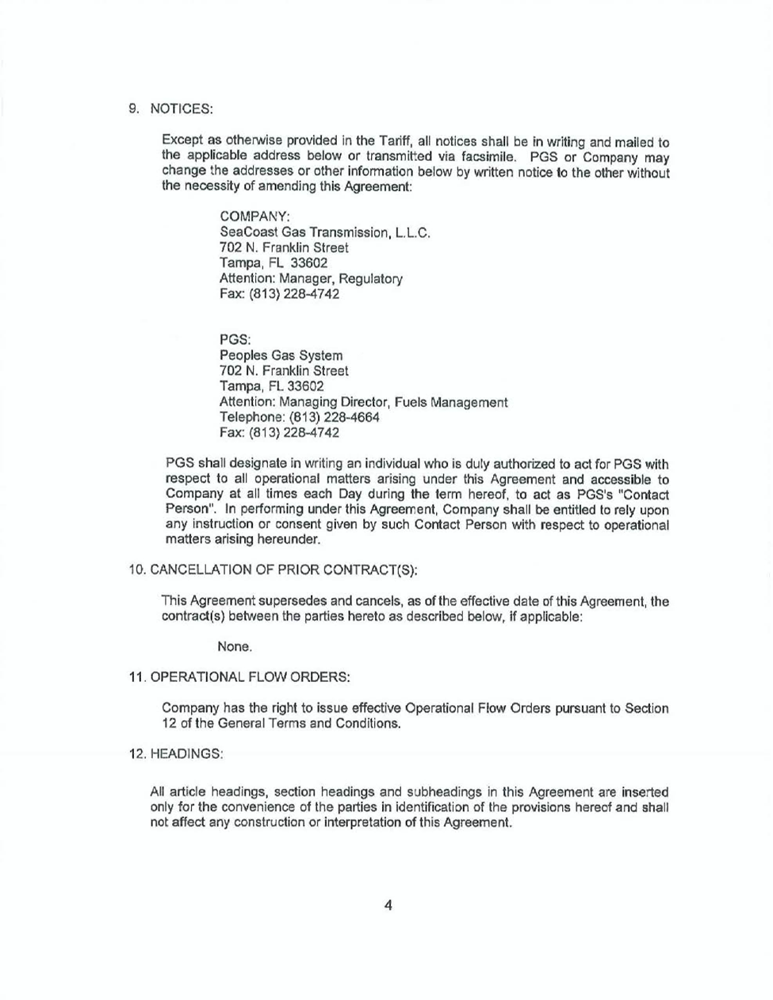 9. NOTICES:
Except as otherwise provided in the Tariff, all notices shall be in writing and mailed to
the applicable address below or transmitted via facsimile. PGS or Company may
change the addresses or other information below by written notice to the other without
the necessity of amending this Agreement:
COMPANY:
SeaCoast Gas Transmission, L.L.C.
702 N. Franklin Street
Tampa, FL 33602
Attention: Manager, Regulatory
Fax: (813) 228-4742
PGS:
Peoples Gas System
702 N. Franklin Street
Tampa, FL 33602
Attention: Managing Director, Fuels Management
Telephone: (813) 228-4664
Fax: (813) 228-4742
PGS shall designate in writing an individual who is duly authorized to act for PGS with
respect to all operational matters arising under this Agreement and accessible to
Company at all times each Day during the term hereof, to act as PGS's "Contact
Person". In performing under this Agreement, Company shall be entitled to rely upon
any instruction or consent given by such Contact Person with respect to operational
matters arising hereunder.
10. CANCELLATION OF PRIOR CONTRACT(S):
This Agreement supersedes and cancels, as of the effective date of this Agreement, the
contract(s) between the parties hereto as described below, if applicable:
None.
11. OPERATIONAL FLOW ORDERS:
Company has the right to issue effective Operational Flow Orders pursuant to Section
12 of the General Terms and Conditions.
12. HEADINGS:
All article headings, section headings and subheadings in this Agreement are inserted
only for the convenience of the parties in identification of the provisions hereof and shall
not affect any construction or interpretation of this Agreement.
4